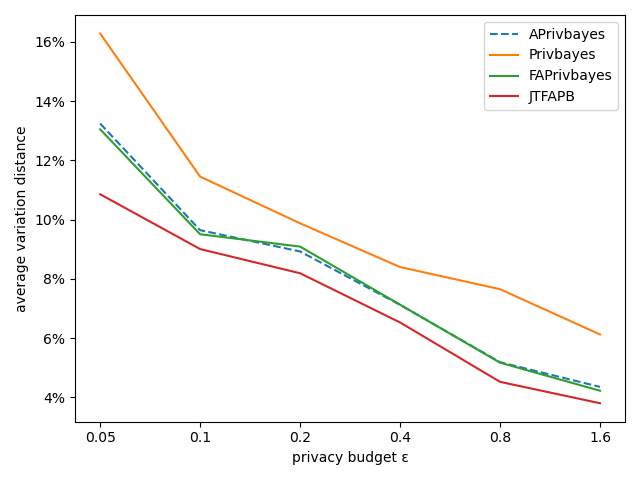 APrivbayes
Privbayes
FAPrivbayes
JTFAPB
16%
14%
12%
10%
8%
6%
4%
average variation distance
0.05 0.1 0.2 0.4 0.8 1.6
privacy budget ε